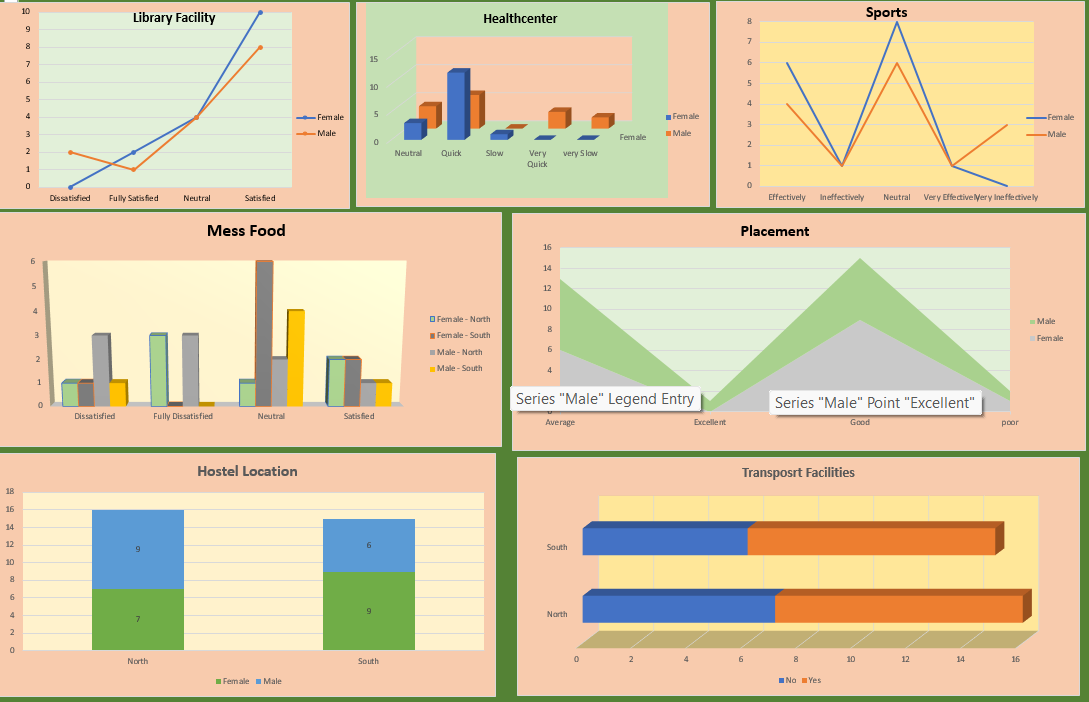 Library Facility
10
9
8
7
6
5
4
3
2
1
0
Dissatisfied Fully Satisfied Neutral Satisfied
Female
Male
Healthcenter
15
10
5
0
Neutral Quick Slow Very Quick very Slow
Female
Female
Male
Sports
8
7
6
5
4
3
2
1
0
Effectively Ineffectively Neutral Very Effectively Very Ineffectively
Female
Male
Mess Food
6
5
4
3
2
1
0
Dissatisfied Fully Dissatisfied Neutral Satisfied
Female - North
Female - South
Male - North
Male - South
Placement
16
14
12
10
8
6
4
Series "Male" Legend Entry
Series "Male" Point "Excellent"
Average Excellent Good poor
Male
Female
Hostel Location
18
16
14
12
10
8
6
4
2
0
9
6
7
9
North South
Female Male
Transposrt Facilities
South
North
0 2 4 6 8 10 12 14 16
No Yes